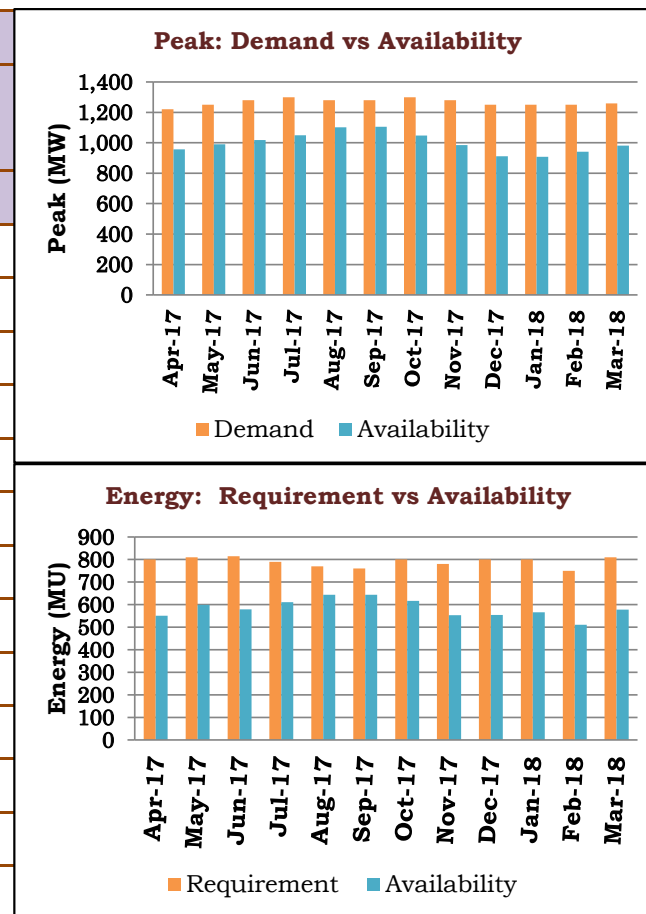 Peak: Demand vs Availability
Peak (MW)
1,400
1,200
1,000
800
600
400
200
0
Apr-17
May-17
Jun-17
Jul-17
Aug-17
Sep-17
Oct-17
Nov-17
Dec-17
Jan-18
Feb-18
Mar-18
Demand Availability
Energy: Requirement vs Availability
Energy (MU)
900
800
700
600
500
400
300
200
100
0
Apr-17
May-17
Jun-17
Jul-17
Aug-17
Sep-17
Oct-17
Nov-17
Dec-17
Jan-18
Feb-18
Mar-18
Requirement Availability